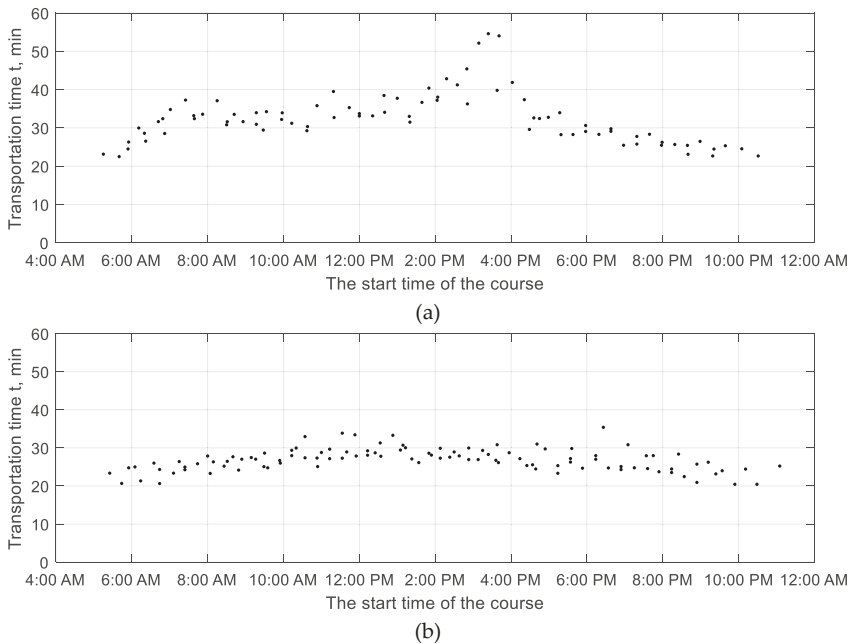 60
50
40
30
20
10
0
Transportation time t, min
4:00 AM 6:00 AM 8:00 AM 10:00 AM 12:00 PM 2:00 PM 4:00 PM 6:00 PM 8:00 PM 10:00 PM 12:00 AM
The start time of the course
(a)
60
50
40
30
20
10
0
Transportation time t, min
4:00 AM 6:00 AM 8:00 AM 10:00 AM 12:00 PM 2:00 PM 4:00 PM 6:00 PM 8:00 PM 10:00 PM 12:00 AM
The start time of the course
(b)